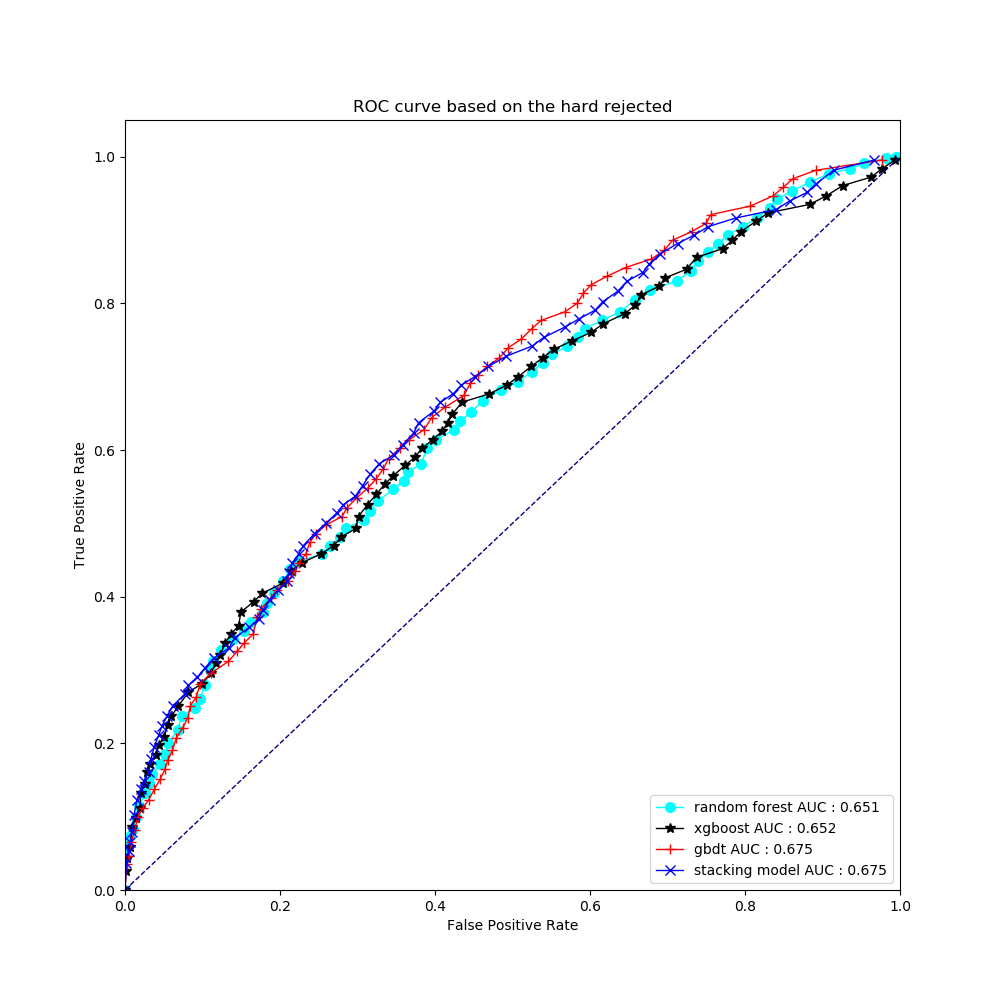 ROC curve based on the hard rejected
True Positive Rate
1.0
0.8
0.6
0.4
0.2
0.0
random forest AUC : 0.651
xgboost AUC : 0.652
gbdt AUC : 0.675
stacking model AUC : 0.675
0.0 0.2 0.4 0.6 0.8 1.0
False Positive Rate